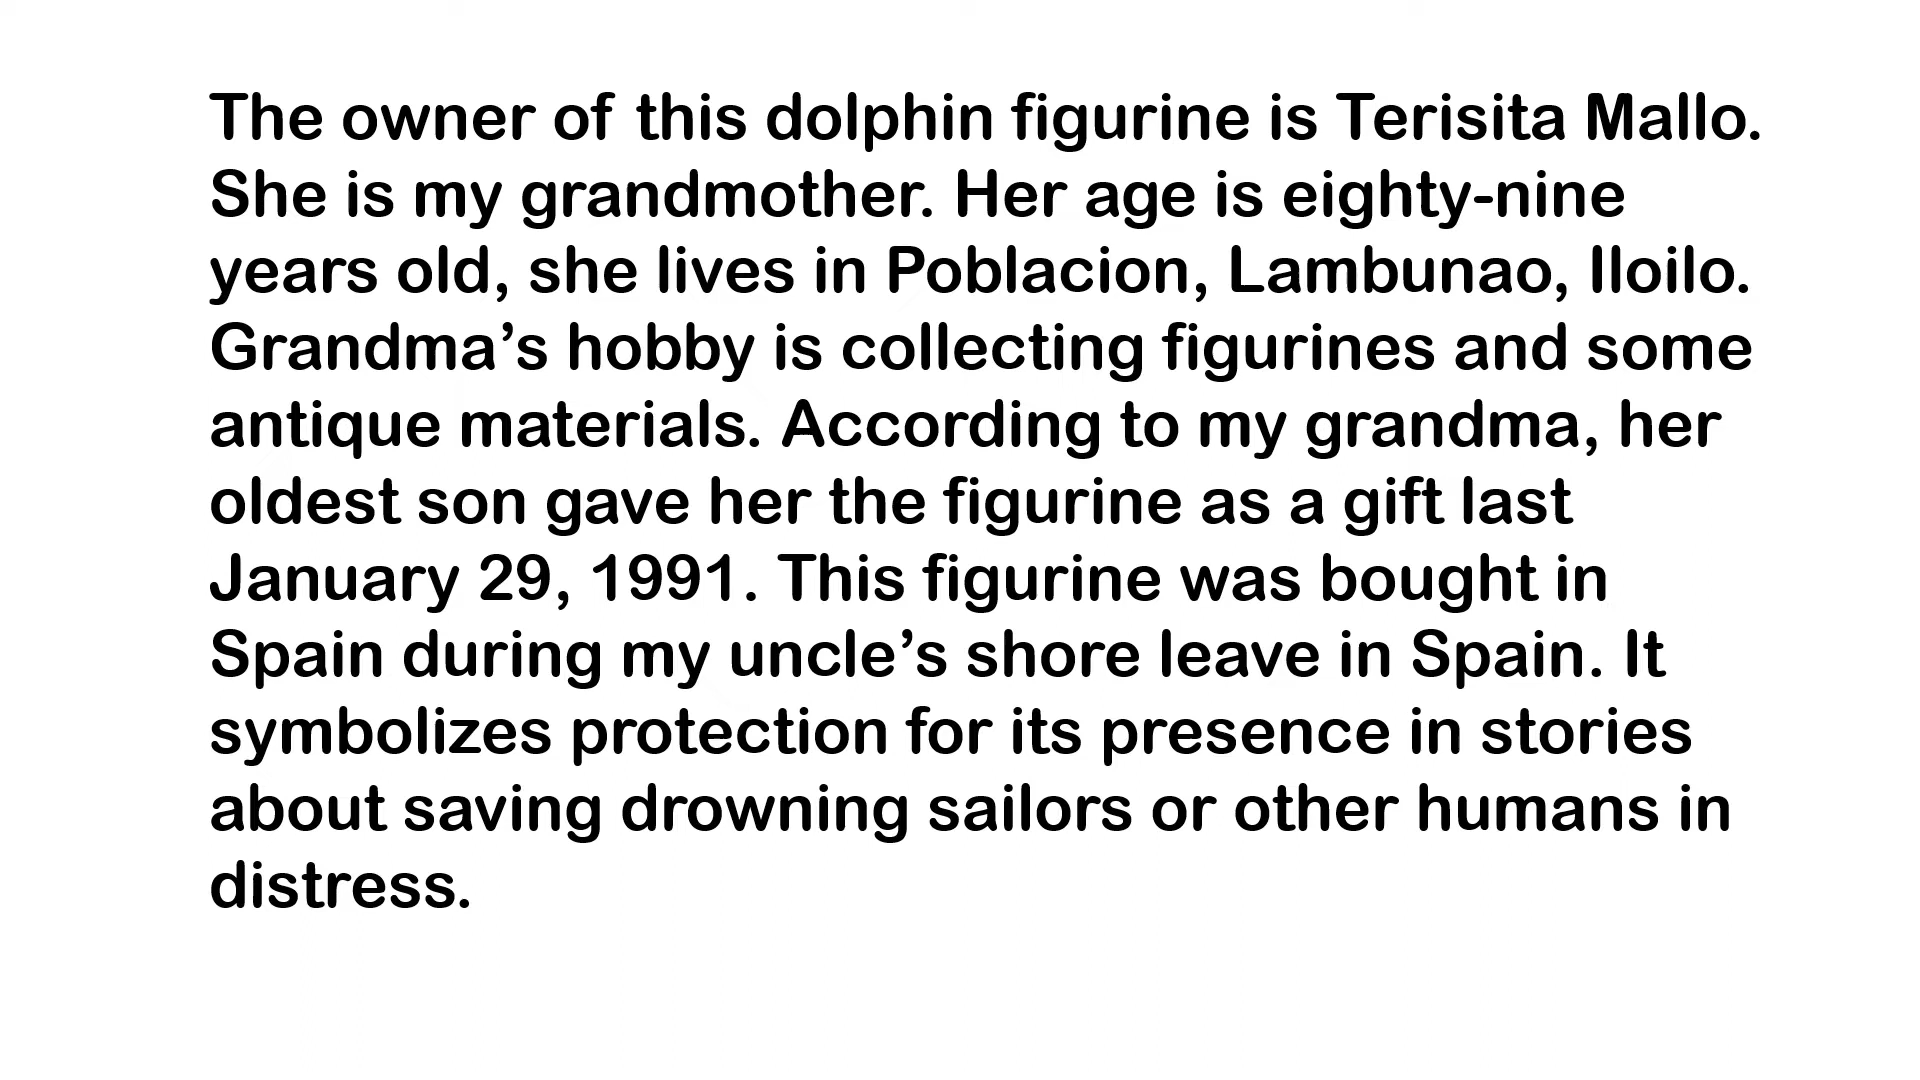 The owner of this dolphin figurine is Terisita Mallo.
She is my grandmother. Her age is eighty-nine
years old, she lives in Poblacion, Lambunao, Iloilo.
Grandma’s hobby is collecting figurines and some
antique materials. According to my grandma, her
oldest son gave her the figurine as a gift last
January 29, 1991. This figurine was bought in
Spain during my uncle’s shore leave in Spain. It
symbolizes protection for its presence in stories
about saving drowning sailors or other humans in
distress.